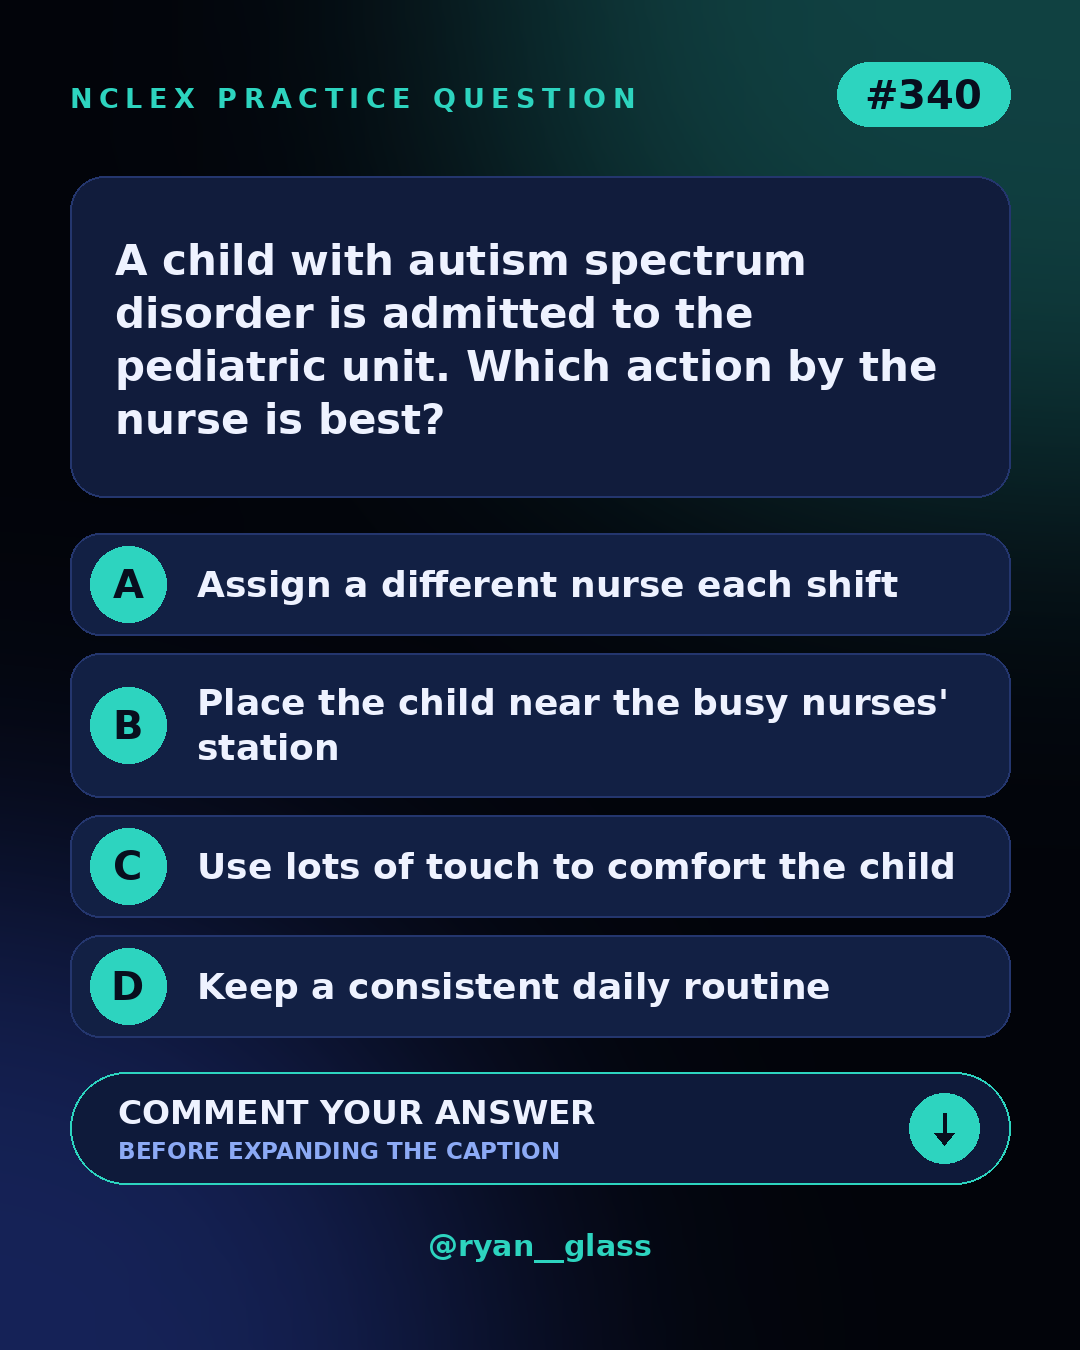 NCLEX PRACTICE QUESTION
#340
A child with autism spectrum
disorder is admitted to the
pediatric unit. Which action by the
nurse is best?
A
Assign a different nurse each shift
B
Place the child near the busy nurses'
station
C
Use lots of touch to comfort the child
D
Keep a consistent daily routine
COMMENT YOUR ANSWER
BEFORE EXPANDING THE CAPTION
@ryan__glass